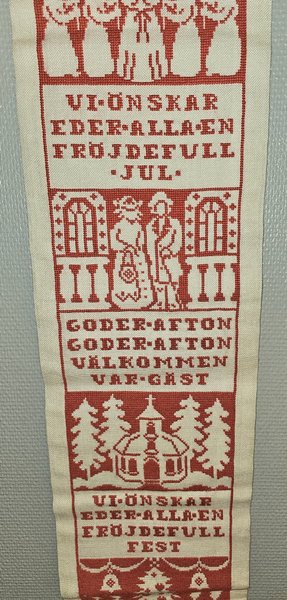 VI·ÖNSKAR
EDER·ALLA·EN
FRÖJDEFULL
·JUL·
GODER·AFTON
GODER·AFTON
VÄLKOMMEN
VAR·GÄST
VI·ÖNSKAR
EDER·ALLA·EN
FRÖJDEFULL
FEST